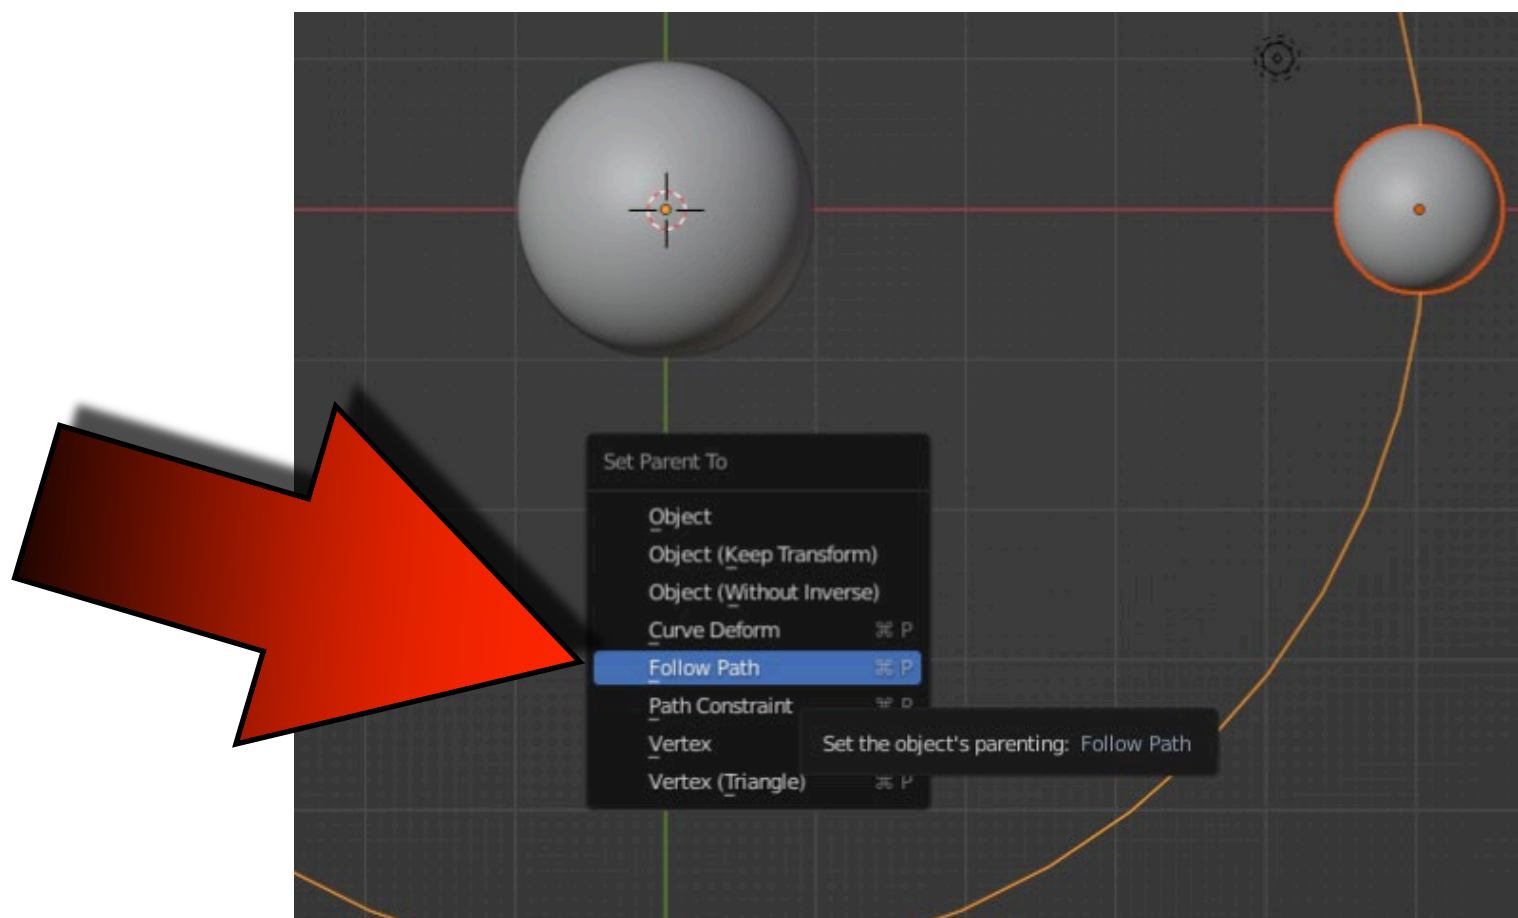 Set Parent To
Object
Object (Keep Transform)
Object (Without Inverse)
Curve Deform ⌘ P
Follow Path ⌘ P
Path Constraint ⌘ P
Vertex
Set the object's parenting: Follow Path
Vertex (Triangle) ⌘ P